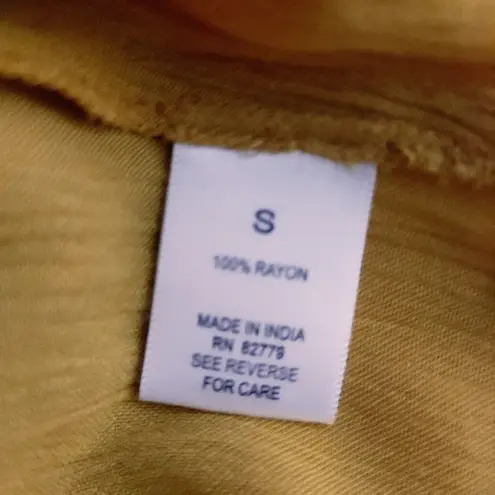 S
100% RAYON
MADE IN INDIA
RN 82779
SEE REVERSE
FOR CARE